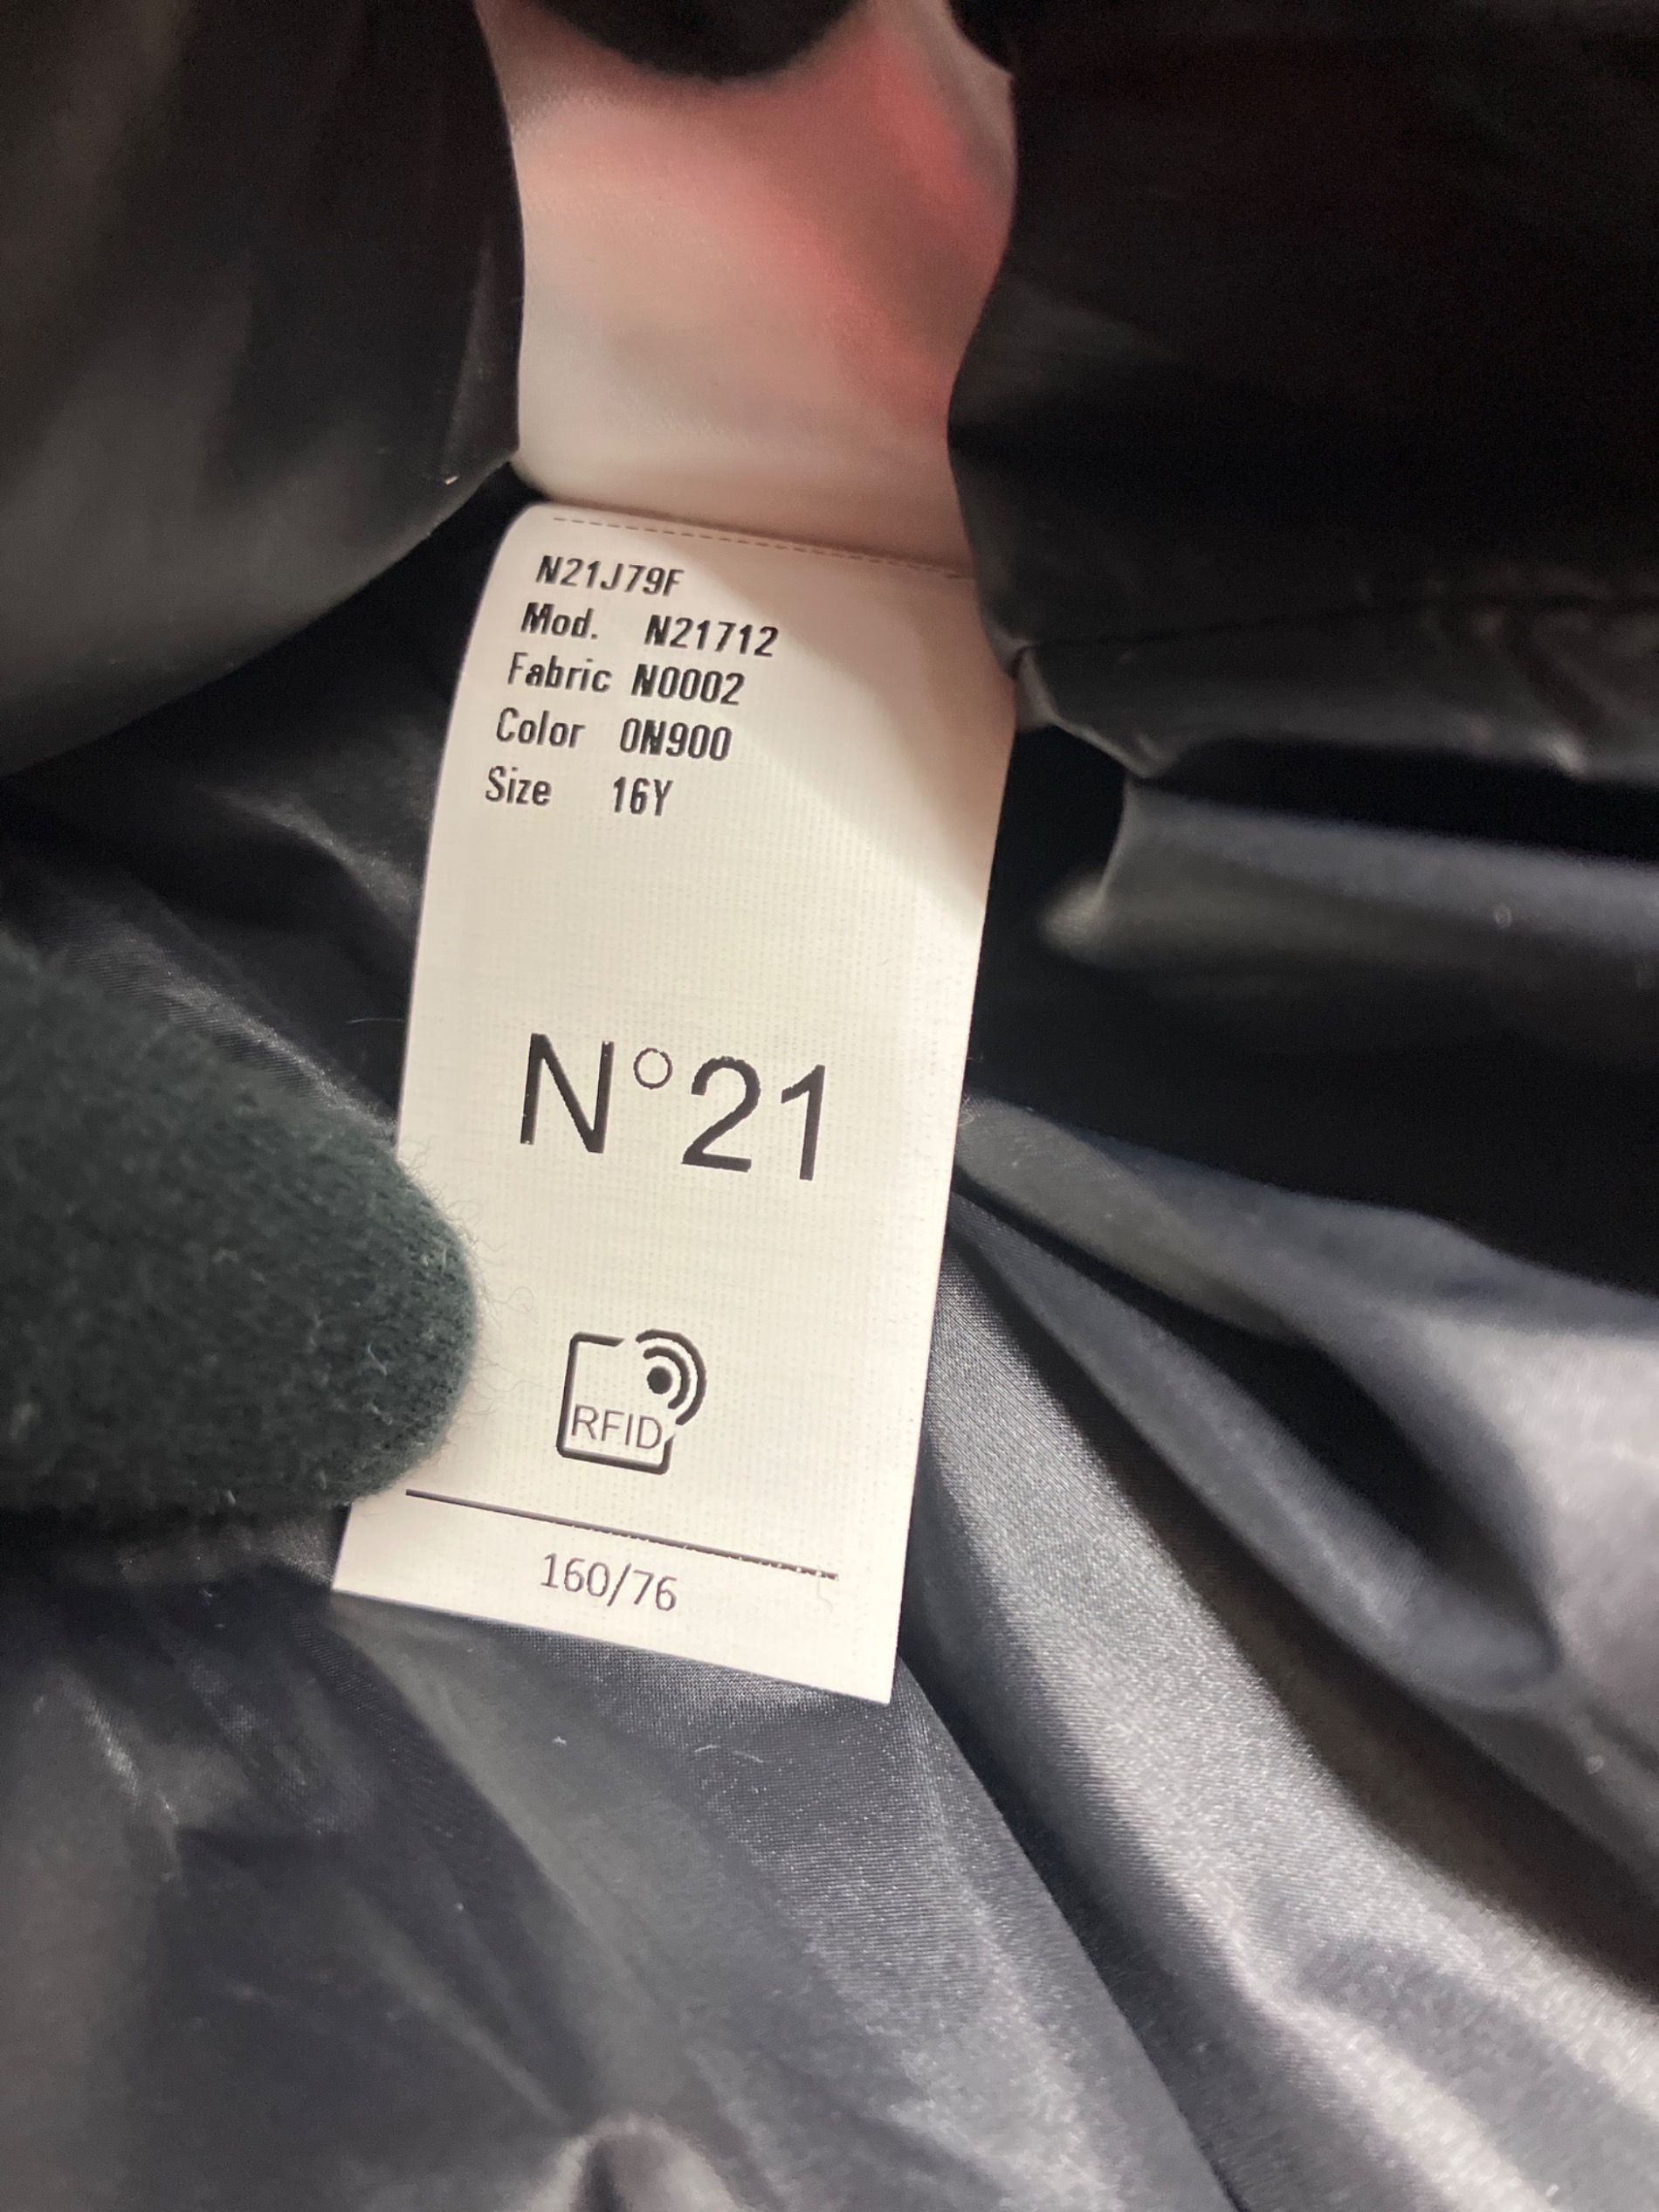 N21J79F
Mod. N21712
Fabric N0002
Color 0N900
Size 16Y
N°21
RFID
160/76